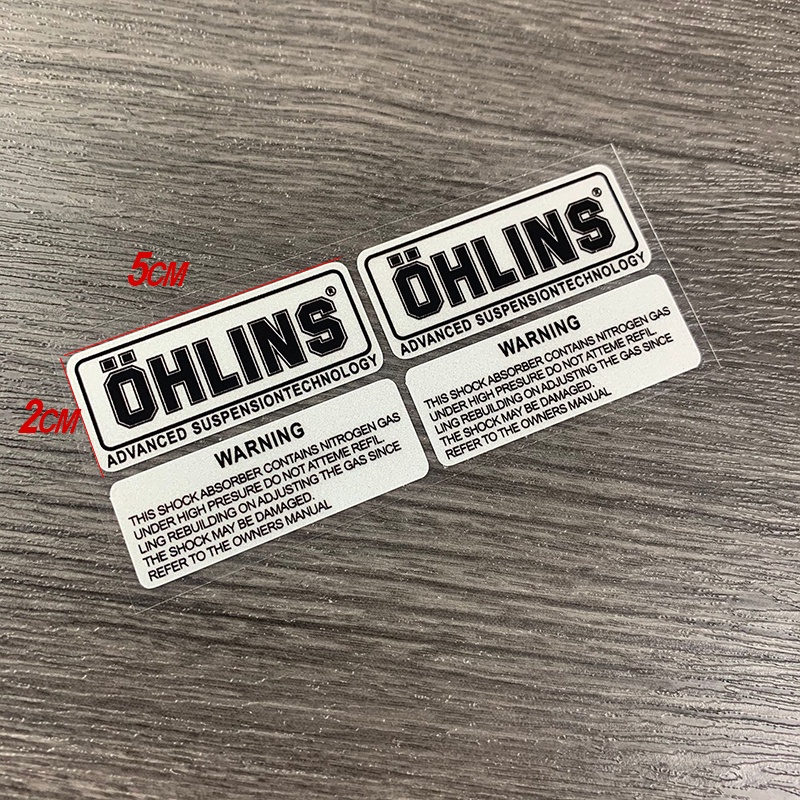 5CM
2CM
ÖHLINS®
ADVANCED SUSPENSIONTECHNOLOGY
WARNING
THIS SHOCK ABSORBER CONTAINS NITROGEN GAS
UNDER HIGH PRESURE DO NOT ATTEME REFIL.
LING REBUILDING ON ADJUSTING THE GAS SINCE
THE SHOCK MAY BE DAMAGED.
REFER TO THE OWNERS MANUAL
ÖHLINS®
ADVANCED SUSPENSIONTECHNOLOGY
WARNING
THIS SHOCK ABSORBER CONTAINS NITROGEN GAS
UNDER HIGH PRESURE DO NOT ATTEME REFIL.
LING REBUILDING ON ADJUSTING THE GAS SINCE
THE SHOCK MAY BE DAMAGED.
REFER TO THE OWNERS MANUAL